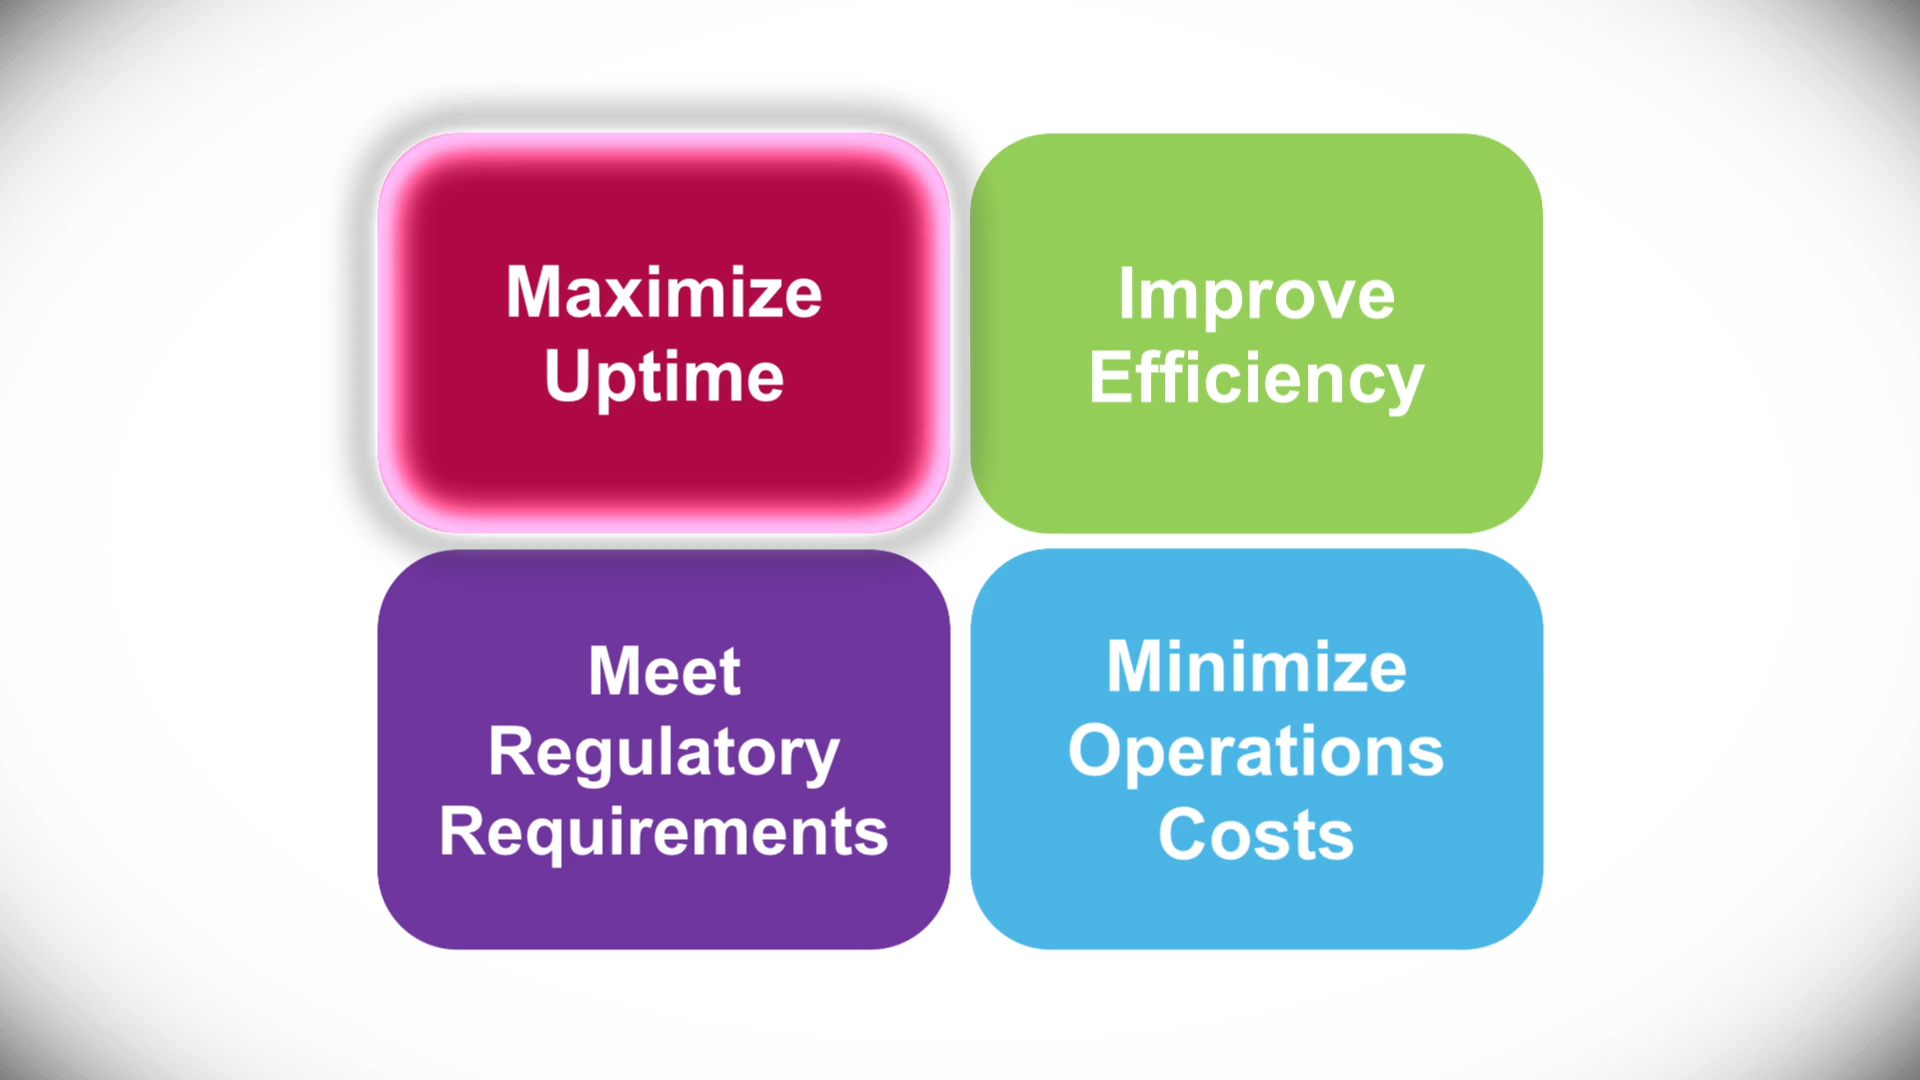 Maximize
Uptime
Improve
Efficiency
Meet
Regulatory
Requirements
Minimize
Operations
Costs